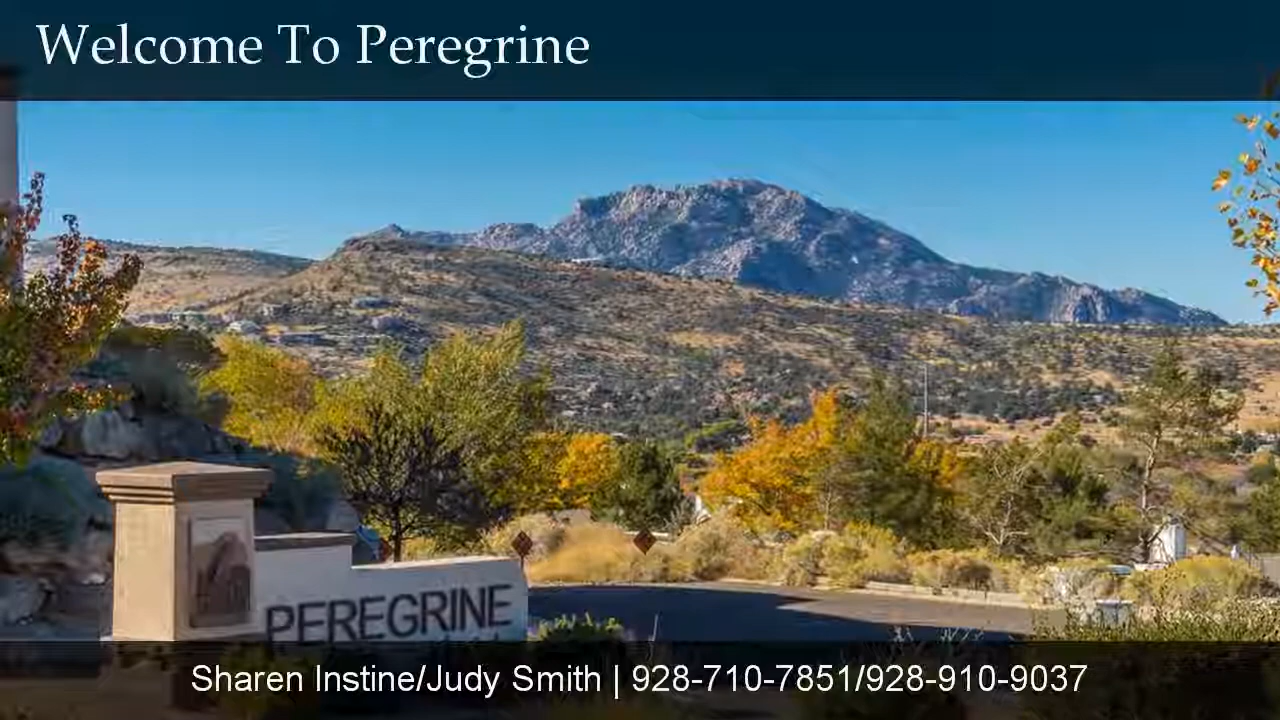 Welcome To Peregrine
PEREGRINE
Sharen Instine/Judy Smith | 928-710-7851/928-910-9037